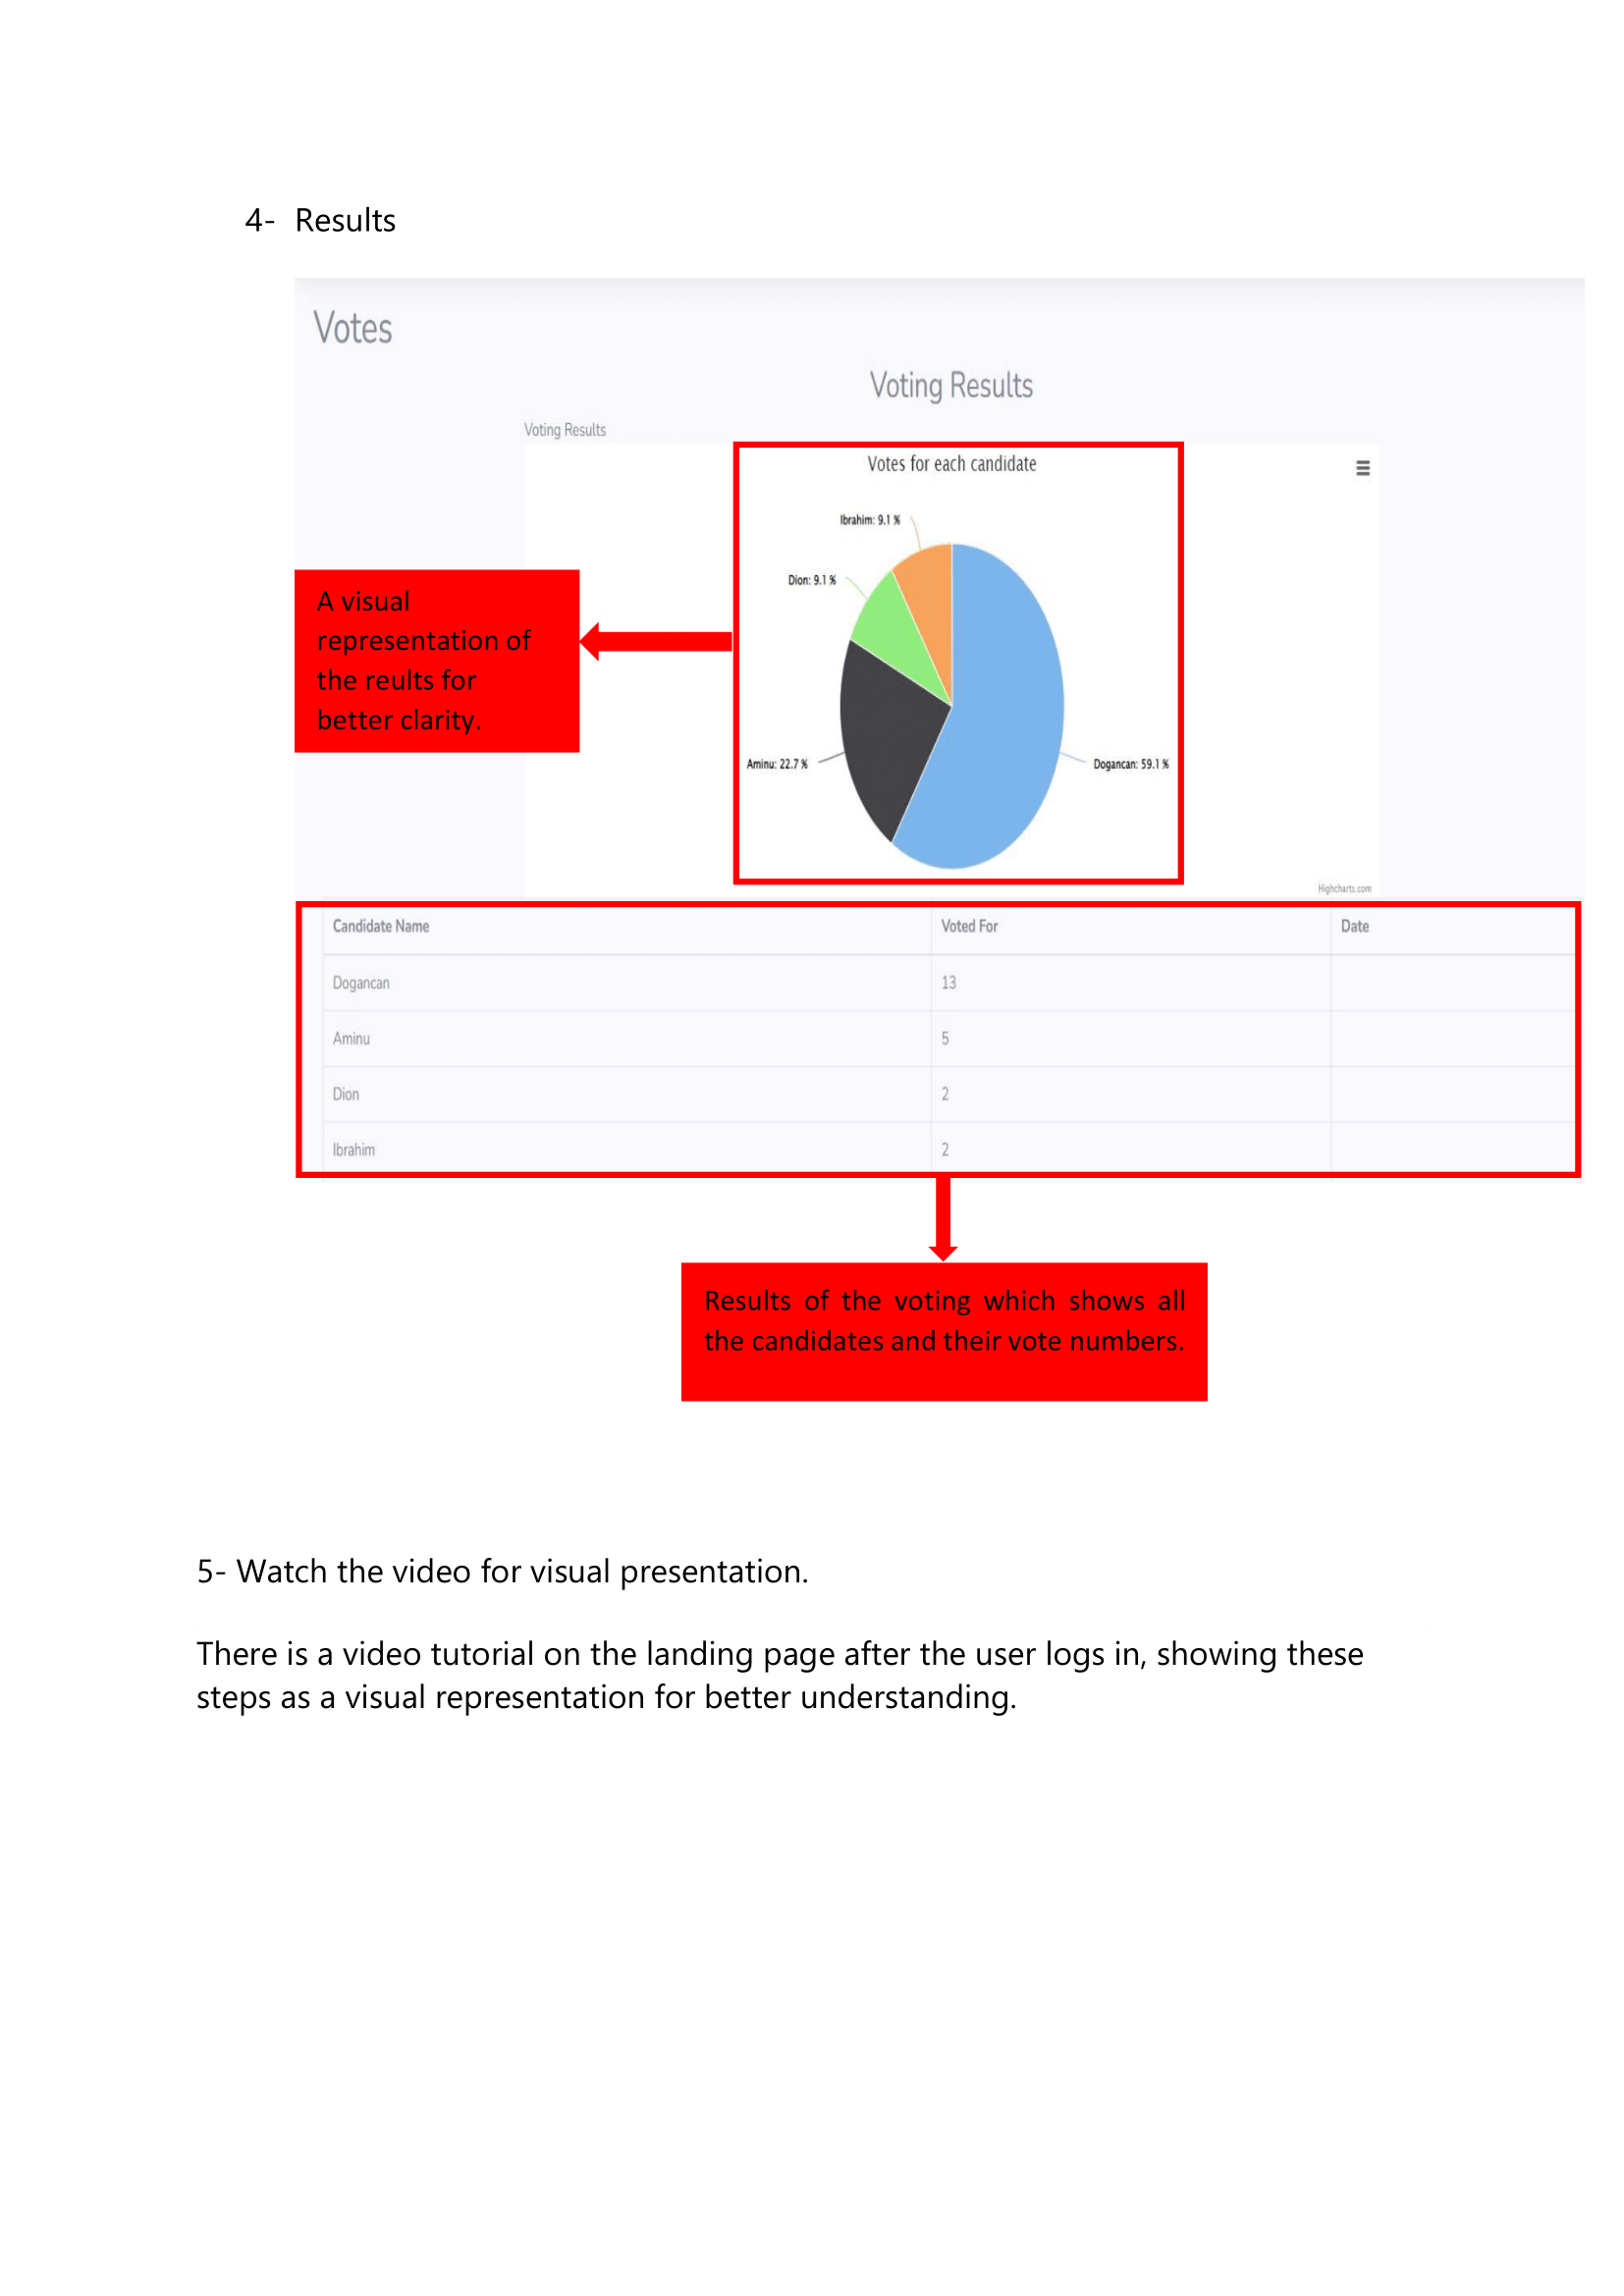 4- Results
Votes
Voting Results
Voting Results
Votes for each candidate
Ibrahim: 9.1 %
Dion: 9.1 %
A visual
representation of
the reults for
better clarity.
Aminu: 22.7 %
Dogancan: 59.1 %
Highcharts.com
Candidate Name Voted For Date
Dogancan 13
Aminu 5
Dion 2
Ibrahim 2
Results of the voting which shows all
the candidates and their vote numbers.
5- Watch the video for visual presentation.
There is a video tutorial on the landing page after the user logs in, showing these
steps as a visual representation for better understanding.